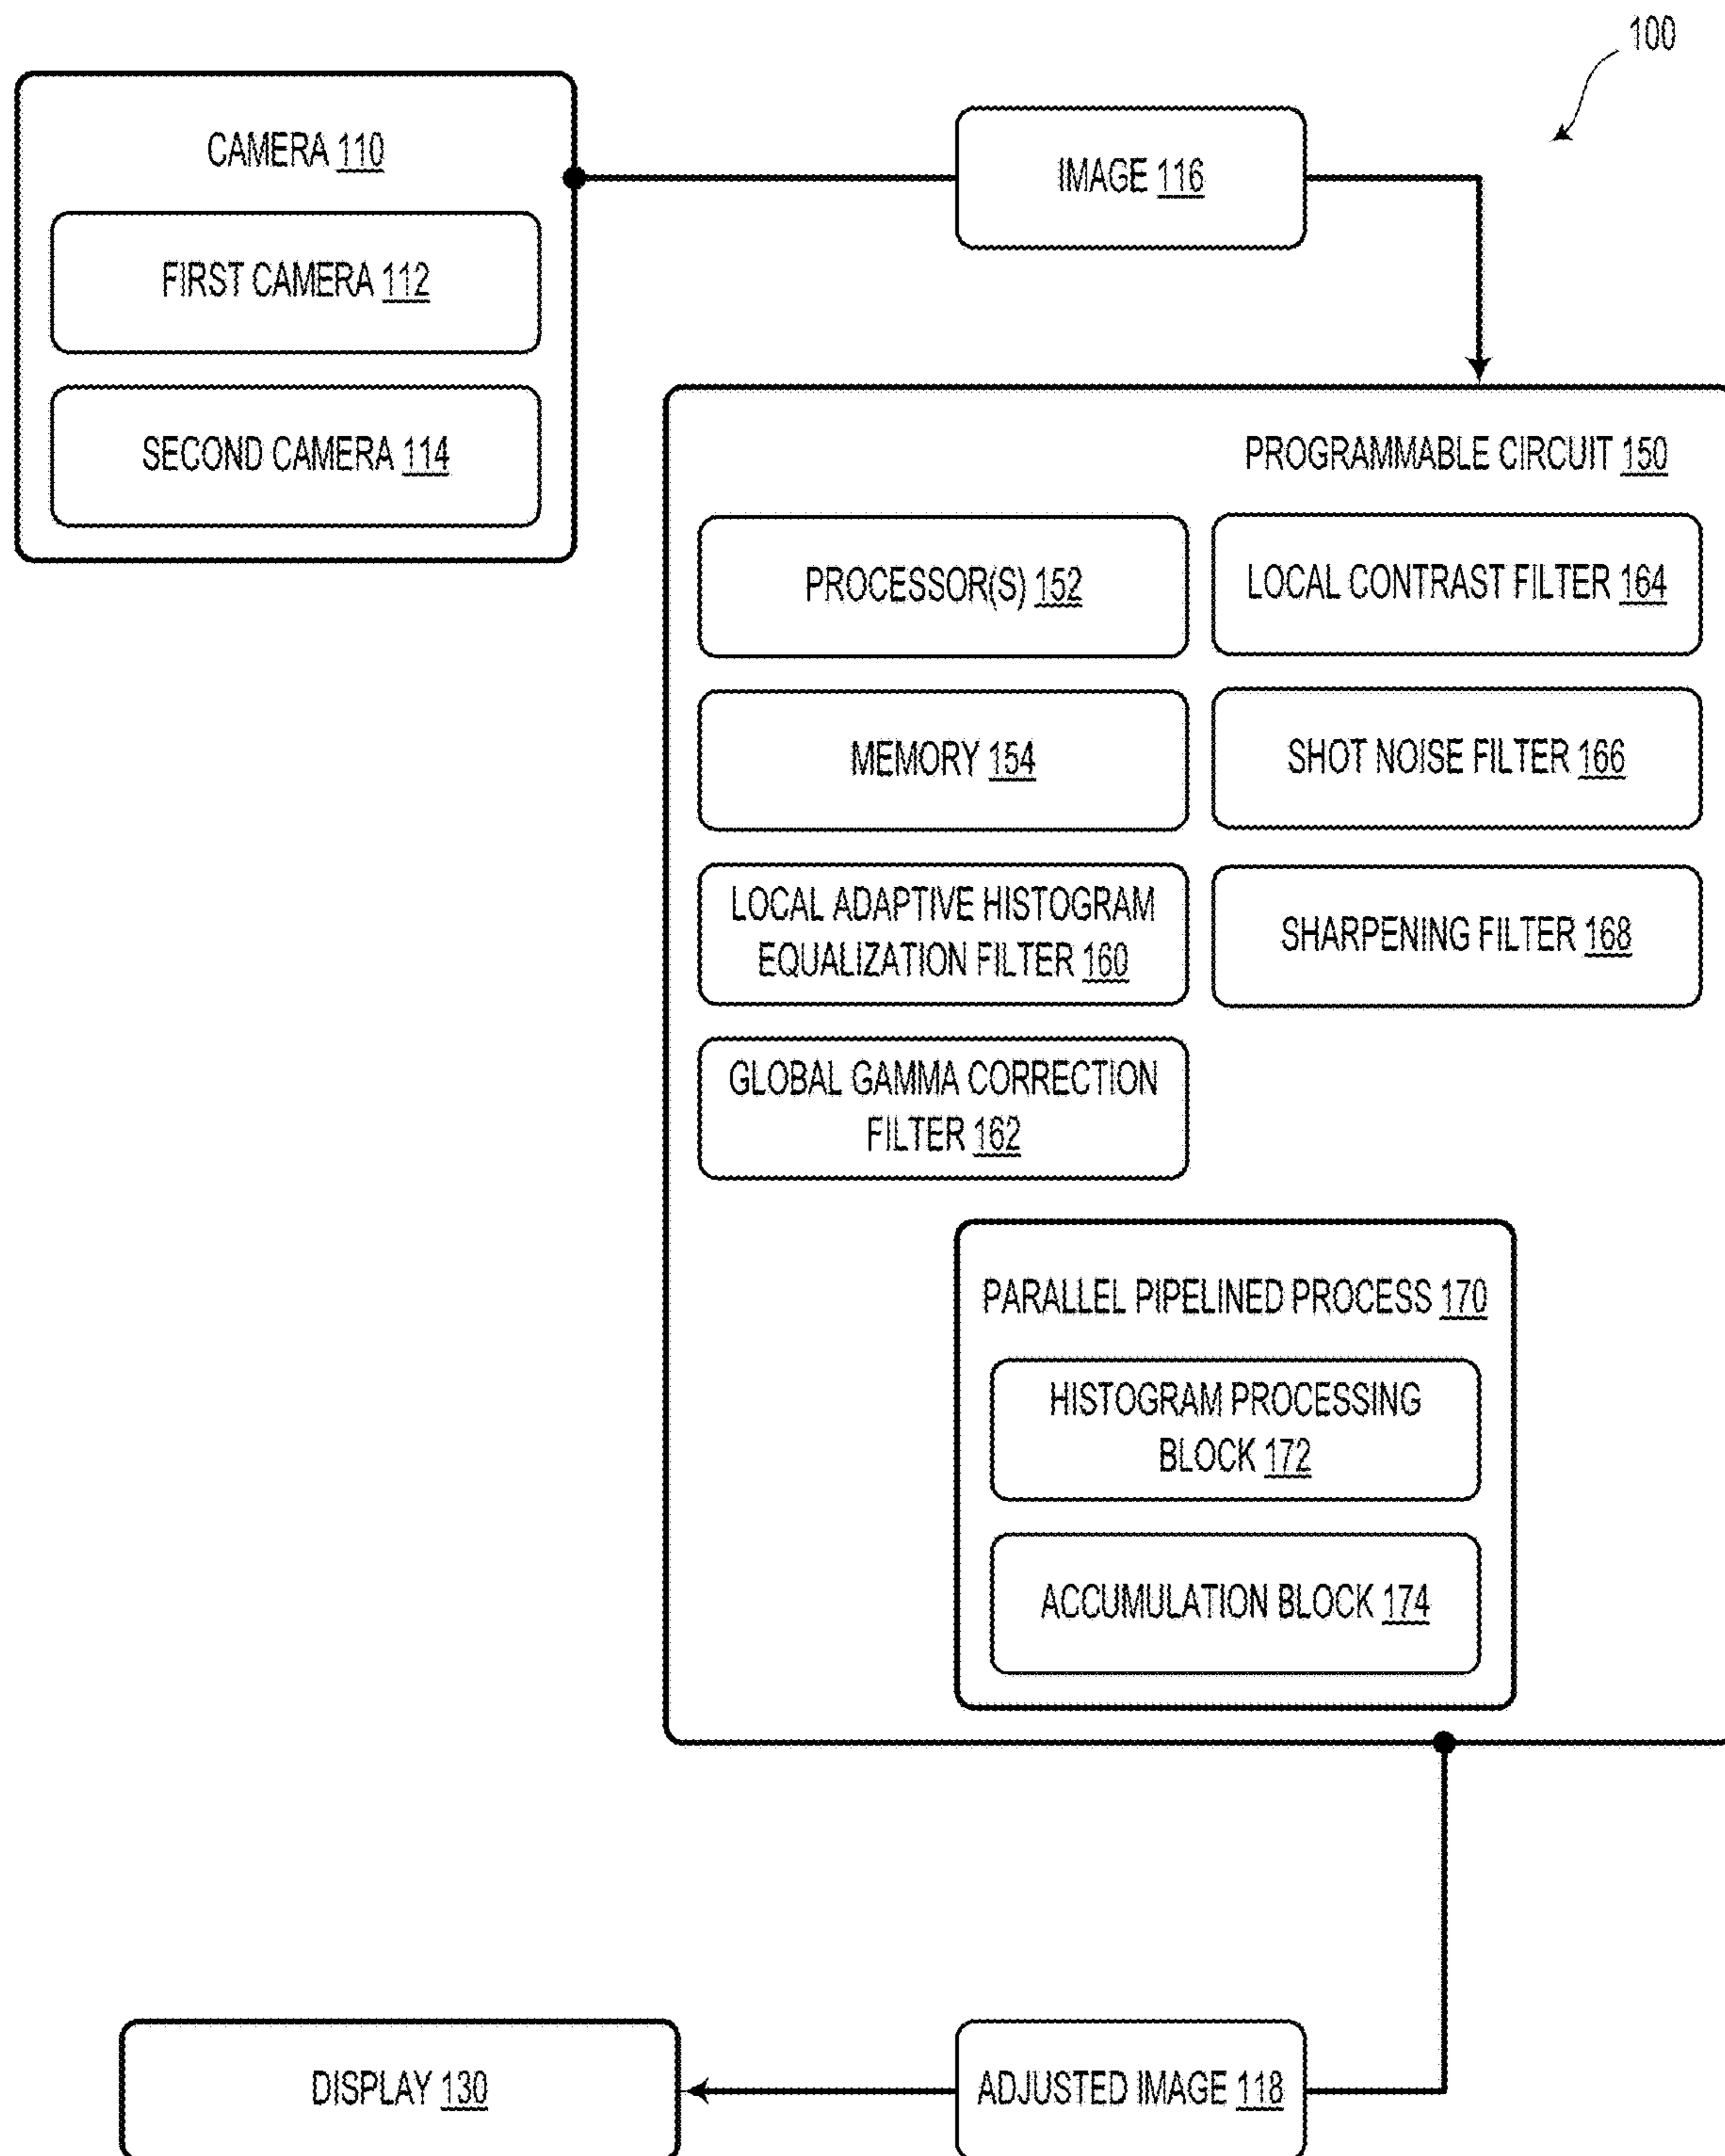 100
CAMERA 110
IMAGE 116
FIRST CAMERA 112
SECOND CAMERA 114
PROGRAMMABLE CIRCUIT 150
PROCESSOR(S) 152
LOCAL CONTRAST FILTER 164
MEMORY 154
SHOT NOISE FILTER 166
LOCAL ADAPTIVE HISTOGRAM
EQUALIZATION FILTER 160
SHARPENING FILTER 168
GLOBAL GAMMA CORRECTION
FILTER 162
PARALLEL PIPELINED PROCESS 170
HISTOGRAM PROCESSING
BLOCK 172
ACCUMULATION BLOCK 174
DISPLAY 130
ADJUSTED IMAGE 118